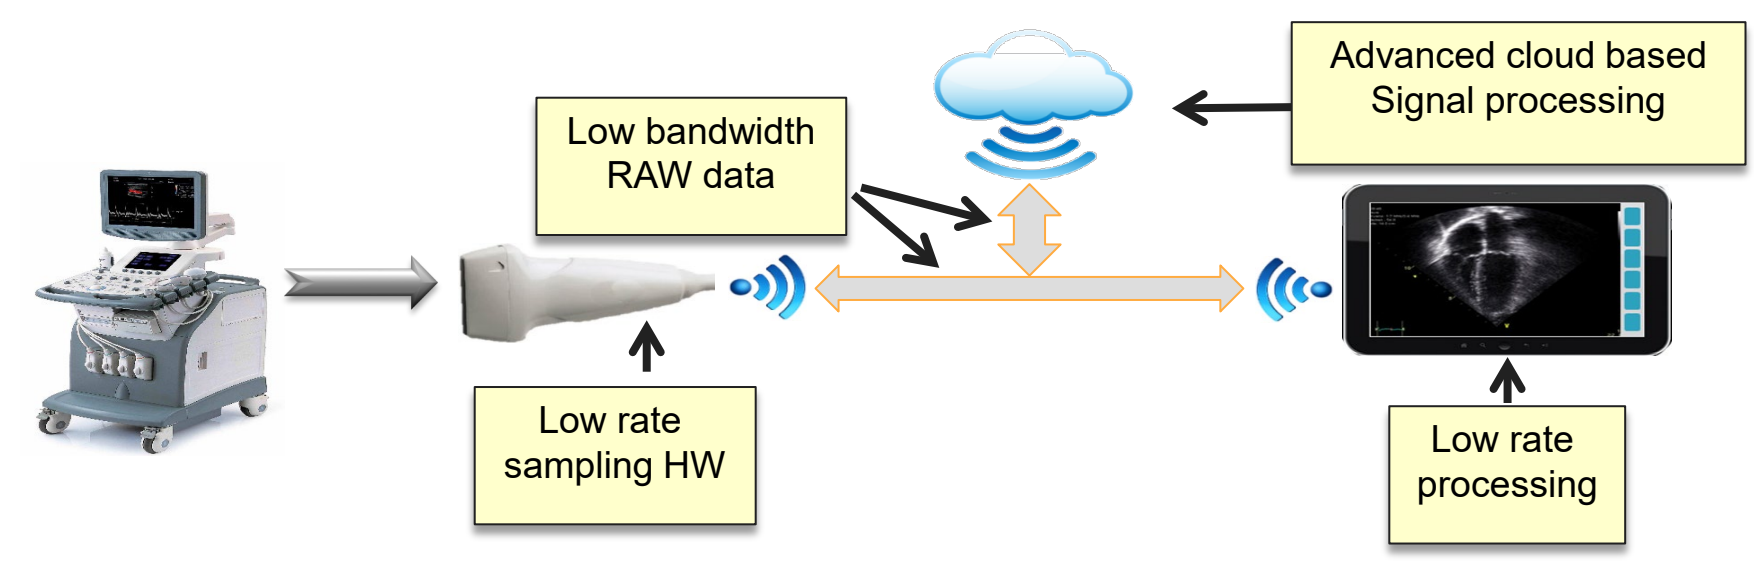 Advanced cloud based
Signal processing
Low bandwidth
RAW data
Low rate
sampling HW
Low rate
processing